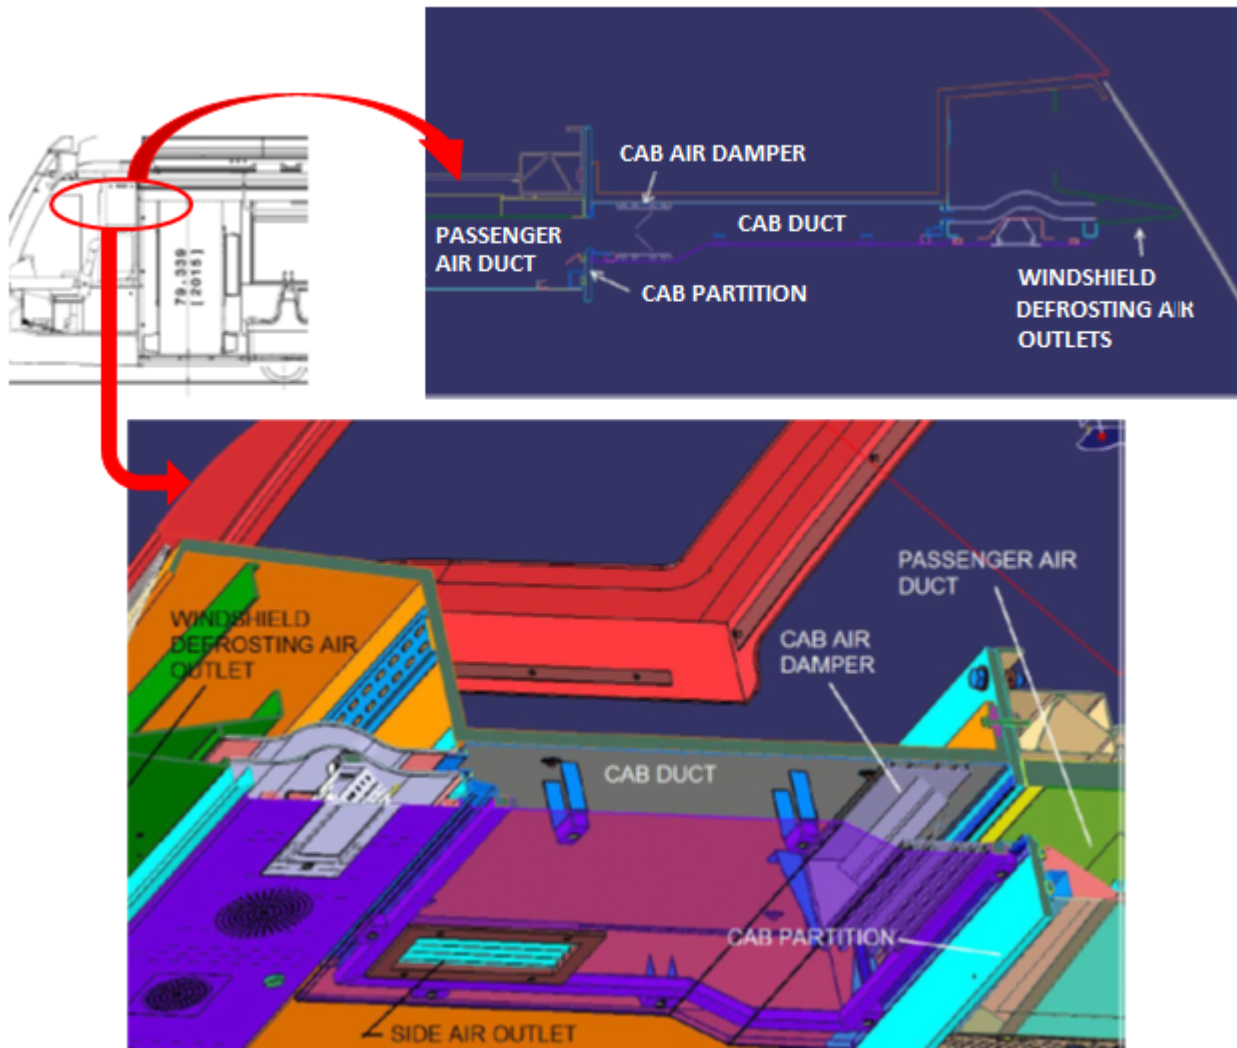 79.339
[2015]
CAB AIR DAMPER
PASSENGER
AIR DUCT
CAB DUCT
CAB PARTITION
WINDSHIELD
DEFROSTING AIR
OUTLETS
PASSENGER AIR
DUCT
WINDSHIELD
DEFROSTING AIR
OUTLET
CAB AIR
DAMPER
CAB DUCT
CAB PARTITION
SIDE AIR OUTLET